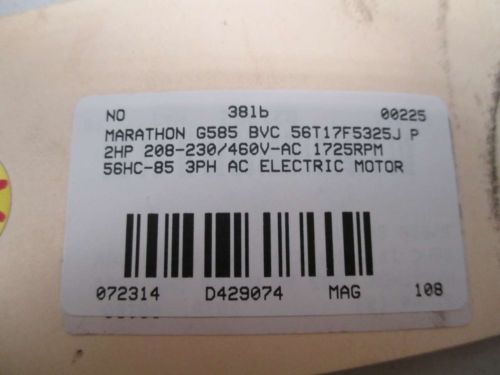 NO 38lb 00225
MARATHON G585 BVC 56T17F5325J P
2HP 208-230/460V-AC 1725RPM
56HC-85 3PH AC ELECTRIC MOTOR
072314 D429074 MAG 108